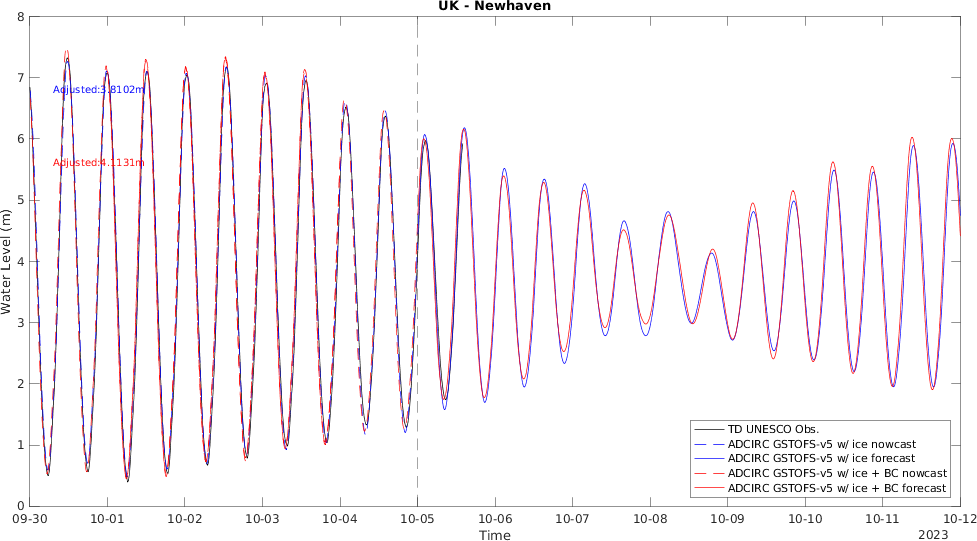 UK - Newhaven
8
7
6
5
4
3
2
1
0
Water Level (m)
Adjusted:3.8102m
Adjusted:4.1131m
TD UNESCO Obs.
ADCIRC GSTOFS-v5 w/ ice nowcast
ADCIRC GSTOFS-v5 w/ ice forecast
ADCIRC GSTOFS-v5 w/ ice + BC nowcast
ADCIRC GSTOFS-v5 w/ ice + BC forecast
09-30 10-01 10-02 10-03 10-04 10-05 10-06 10-07 10-08 10-09 10-10 10-11 10-12
Time
2023